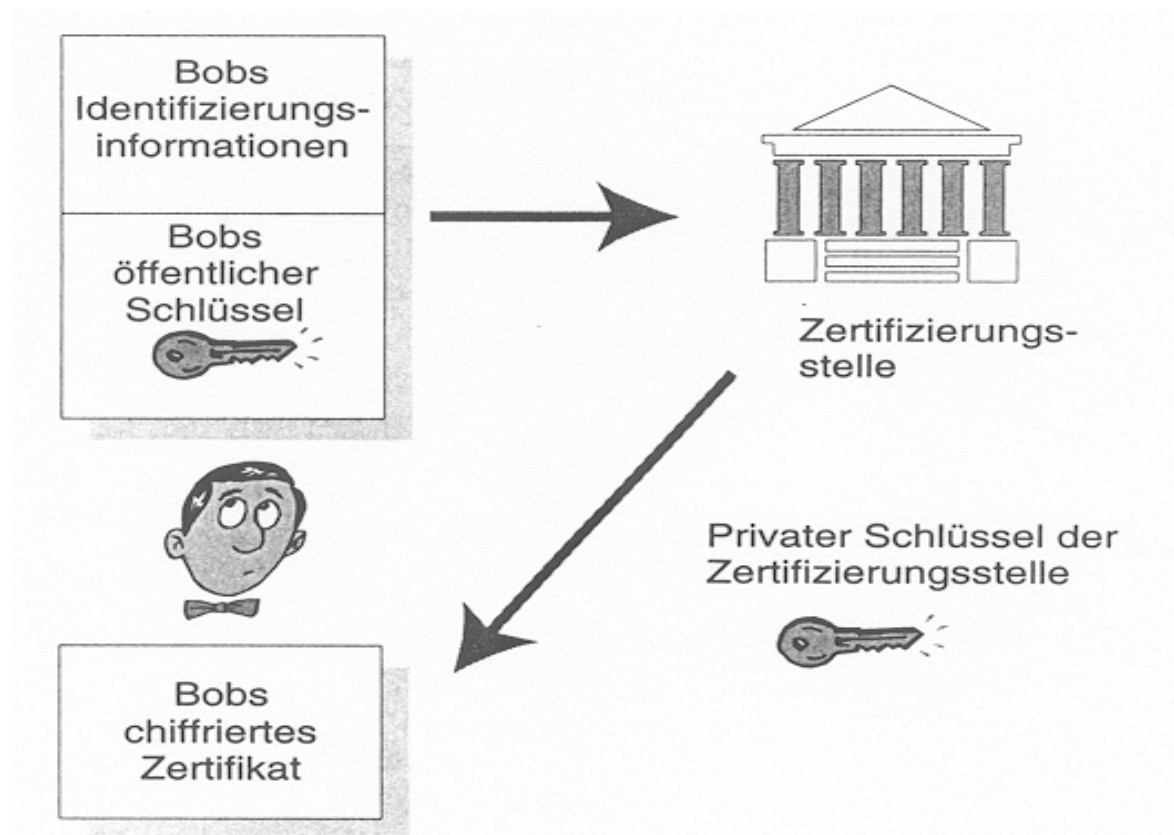 Bobs
Identifizierungs-
informationen
Bobs
öffentlicher
Schlüssel
Zertifizierungs-
stelle
Privater Schlüssel der
Zertifizierungsstelle
Bobs
chiffriertes
Zertifikat